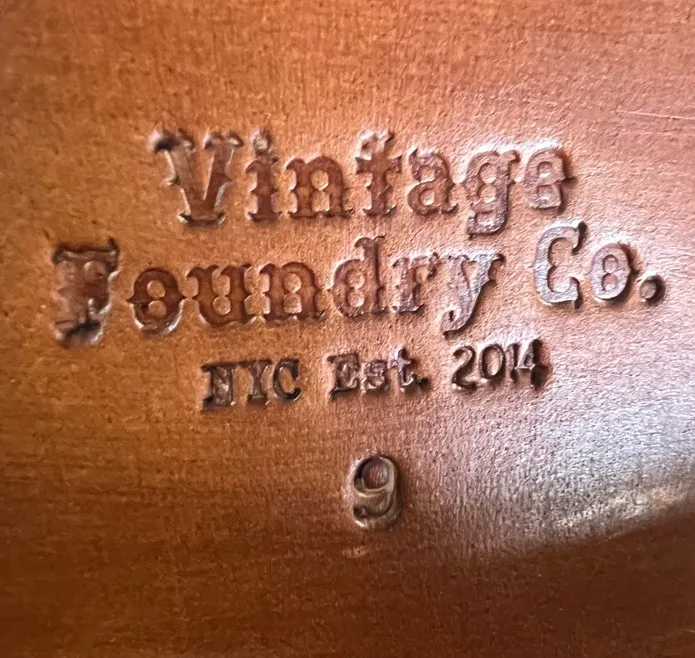 Vintage
Foundry Co.
NYC Est. 2014
9